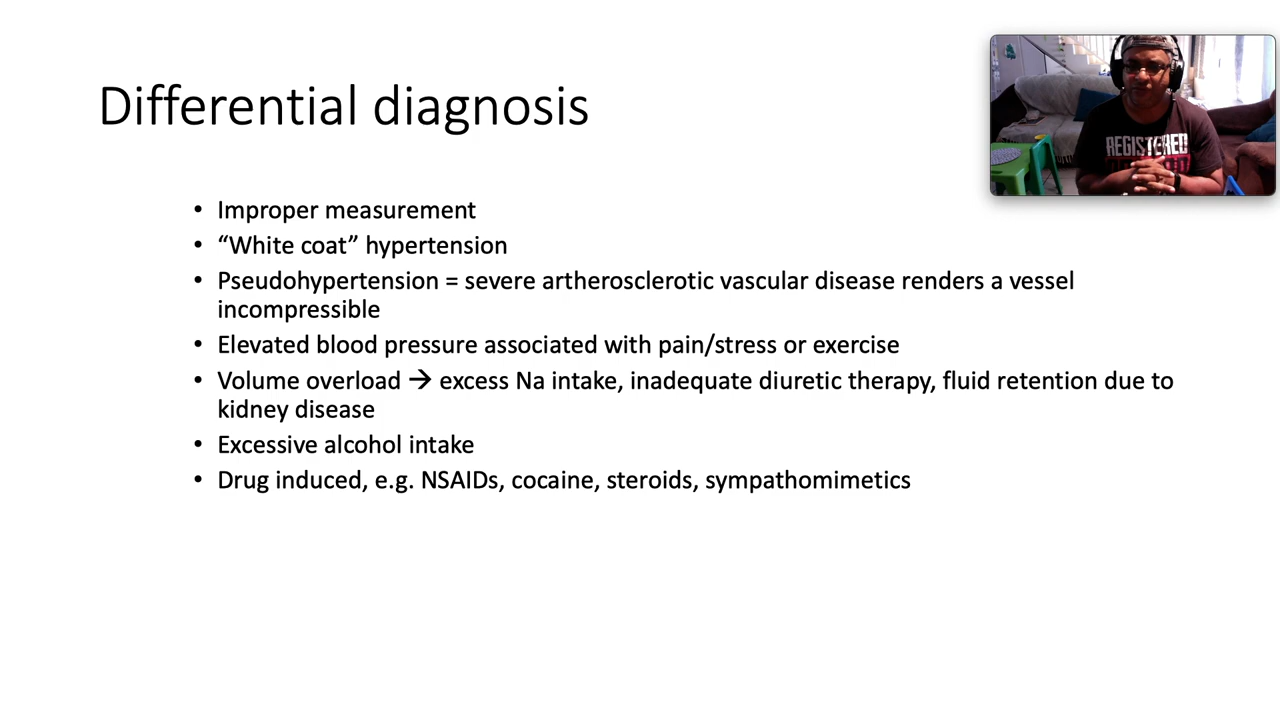 Differential diagnosis
REGISTERED
• Improper measurement
• “White coat” hypertension
• Pseudohypertension = severe artherosclerotic vascular disease renders a vessel
incompressible
• Elevated blood pressure associated with pain/stress or exercise
• Volume overload → excess Na intake, inadequate diuretic therapy, fluid retention due to
kidney disease
• Excessive alcohol intake
• Drug induced, e.g. NSAIDs, cocaine, steroids, sympathomimetics